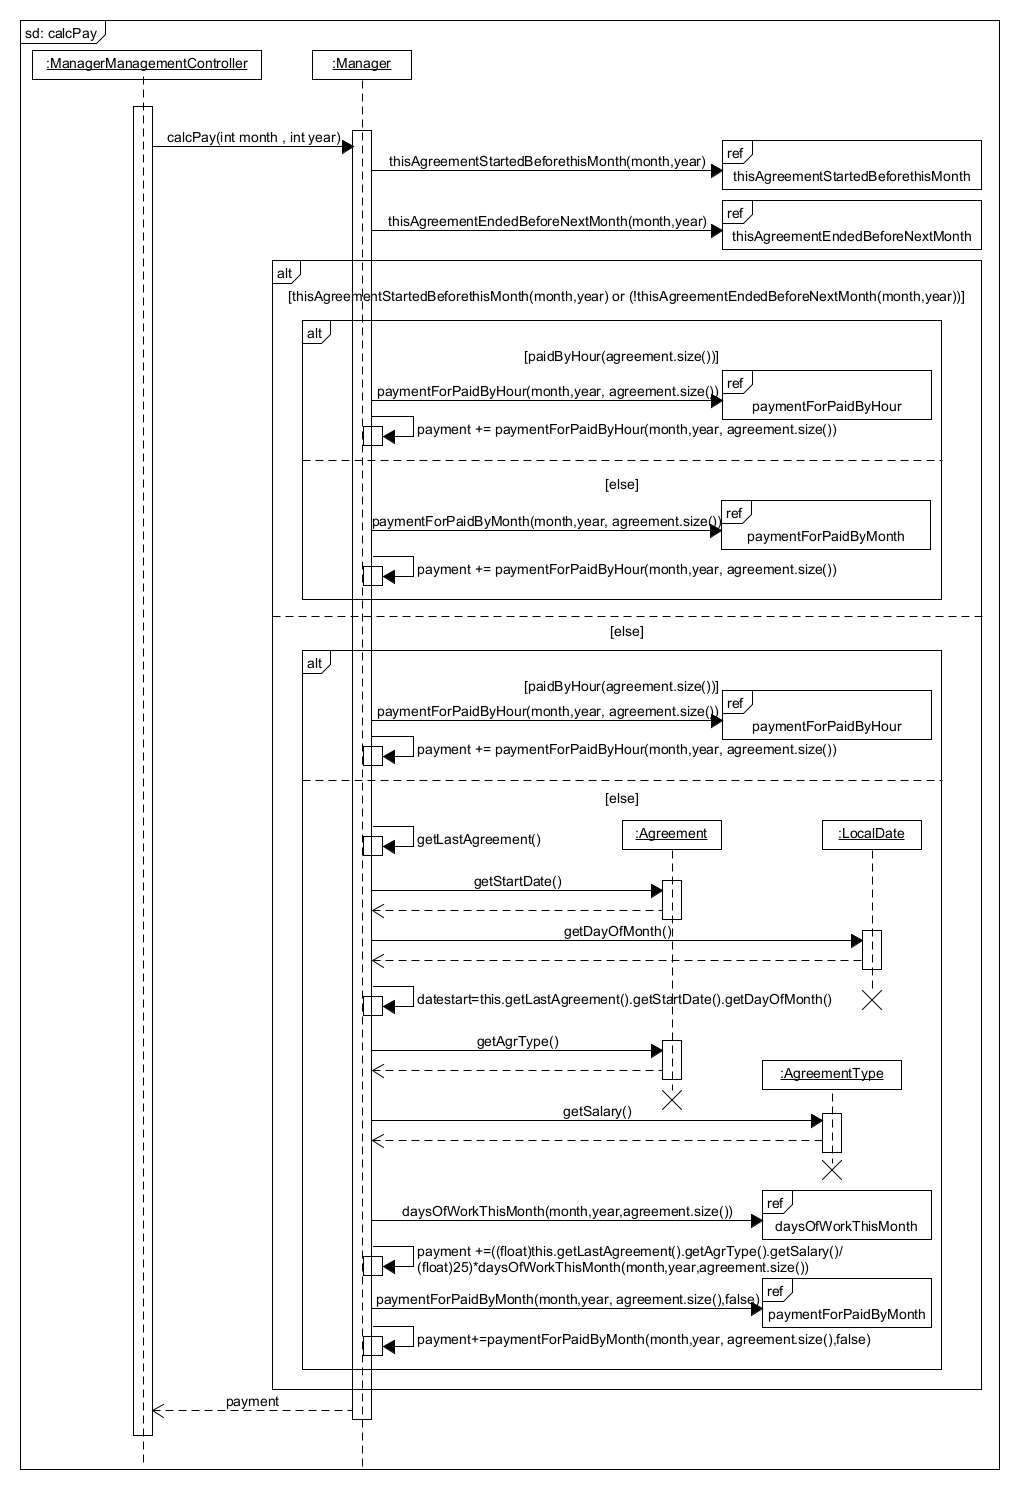 sd: calcPay
:ManagerManagementController
:Manager
calcPay(int month , int year)
thisAgreementStartedBeforethisMonth(month,year)
ref
thisAgreementStartedBeforethisMonth
thisAgreementEndedBeforeNextMonth(month,year)
ref
thisAgreementEndedBeforeNextMonth
alt
[thisAgreementStartedBeforethisMonth(month,year) or (!thisAgreementEndedBeforeNextMonth(month,year))]
alt
[paidByHour(agreement.size())]
paymentForPaidByHour(month,year, agreement.size())
ref
paymentForPaidByHour
payment += paymentForPaidByHour(month,year, agreement.size())
[else]
paymentForPaidByMonth(month,year, agreement.size())
ref
paymentForPaidByMonth
payment += paymentForPaidByHour(month,year, agreement.size())
[else]
alt
[paidByHour(agreement.size())]
paymentForPaidByHour(month,year, agreement.size())
ref
paymentForPaidByHour
payment += paymentForPaidByHour(month,year, agreement.size())
[else]
getLastAgreement()
:Agreement
:LocalDate
getStartDate()
getDayOfMonth()
datestart=this.getLastAgreement().getStartDate().getDayOfMonth()
getAgrType()
:AgreementType
getSalary()
daysOfWorkThisMonth(month,year,agreement.size())
ref
daysOfWorkThisMonth
payment +=((float)this.getLastAgreement().getAgrType().getSalary()/
(float)25)*daysOfWorkThisMonth(month,year,agreement.size())
paymentForPaidByMonth(month,year, agreement.size(),false)
ref
paymentForPaidByMonth
payment+=paymentForPaidByMonth(month,year, agreement.size(),false)
payment